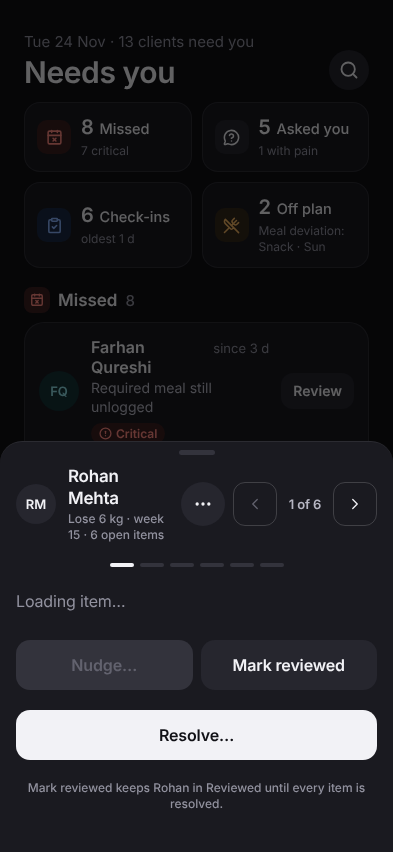 Tue 24 Nov · 13 clients need you
Needs you
8 Missed
7 critical
5 Asked you
1 with pain
6 Check-ins
oldest 1 d
2 Off plan
Meal deviation:
Snack · Sun
Missed 8
Farhan
Qureshi
since 3 d
FQ
Required meal still
unlogged
Review
Critical
RM
Rohan
Mehta
Lose 6 kg · week
15 · 6 open items
1 of 6
Loading item...
Nudge...
Mark reviewed
Resolve...
Mark reviewed keeps Rohan in Reviewed until every item is
resolved.